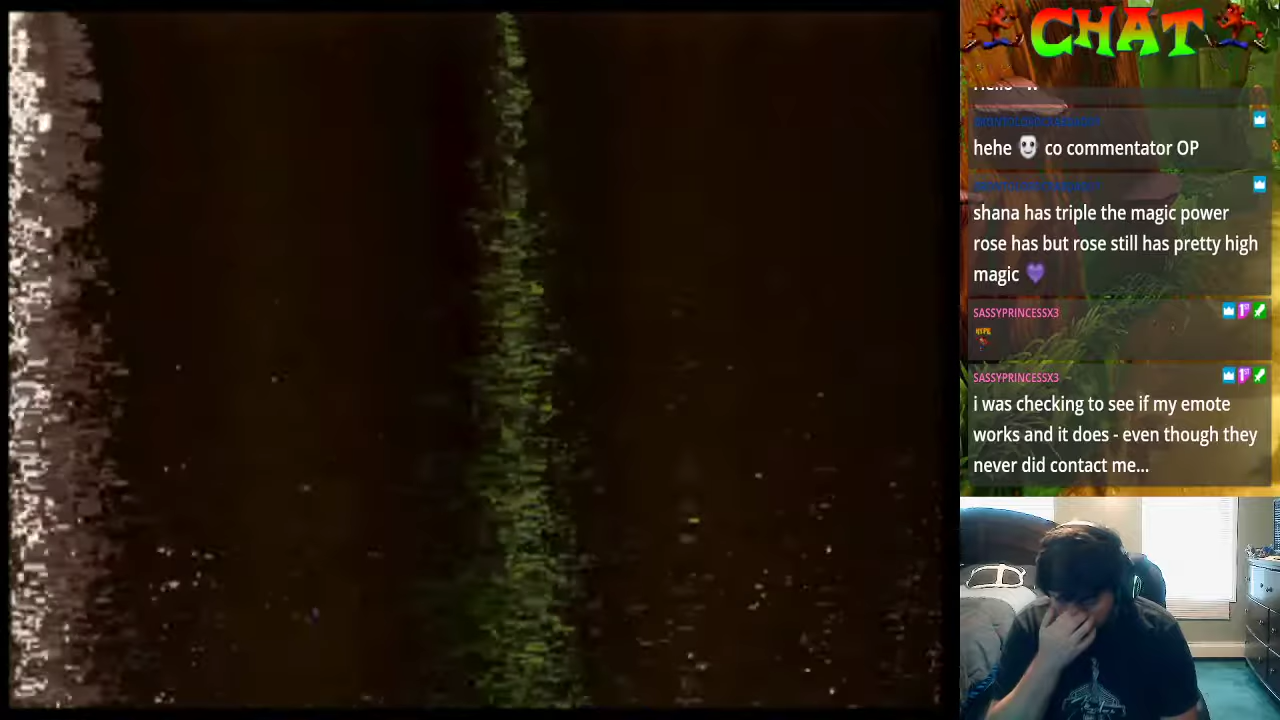 CHAT
hehe co commentator OP
shana has triple the magic power
rose has but rose still has pretty high
magic
SASSYPRINCESSX3
HYPE
SASSYPRINCESSX3
i was checking to see if my emote
works and it does - even though they
never did contact me...